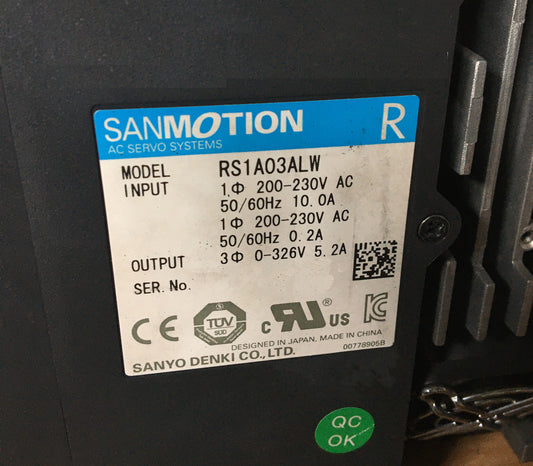 SANMOTION R
AC SERVO SYSTEMS
MODEL RS1A03ALW
INPUT 1Φ 200-230V AC
50/60Hz 10.0A
1Φ 200-230V AC
50/60Hz 0.2A
OUTPUT 3Φ 0-326V 5.2A
SER. No.
CE TÜV SÜD c RU US KC
DESIGNED IN JAPAN, MADE IN CHINA
SANYO DENKI CO., LTD. 00778905B
QC
OK